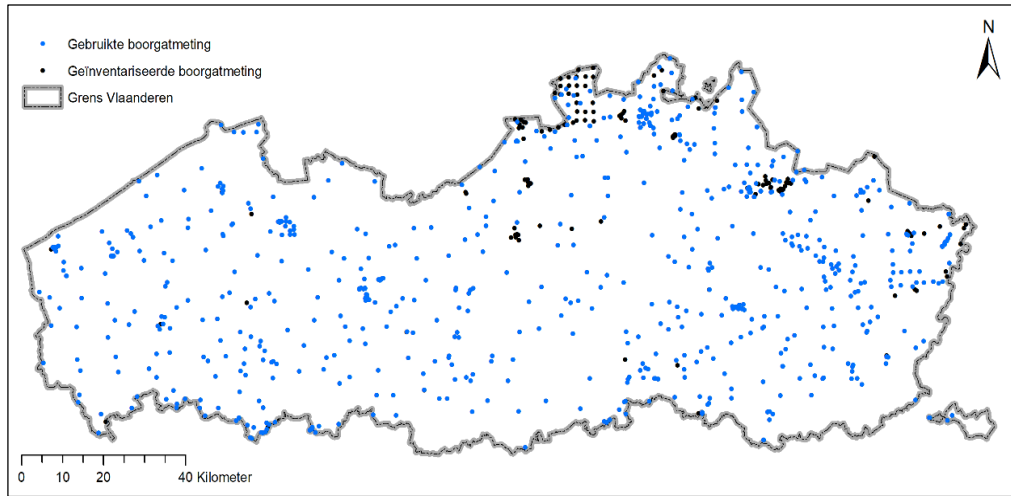 Gebruikte boorgatmeting
Geïnventariseerde boorgatmeting
Grens Vlaanderen
N
0 10 20 40 Kilometer